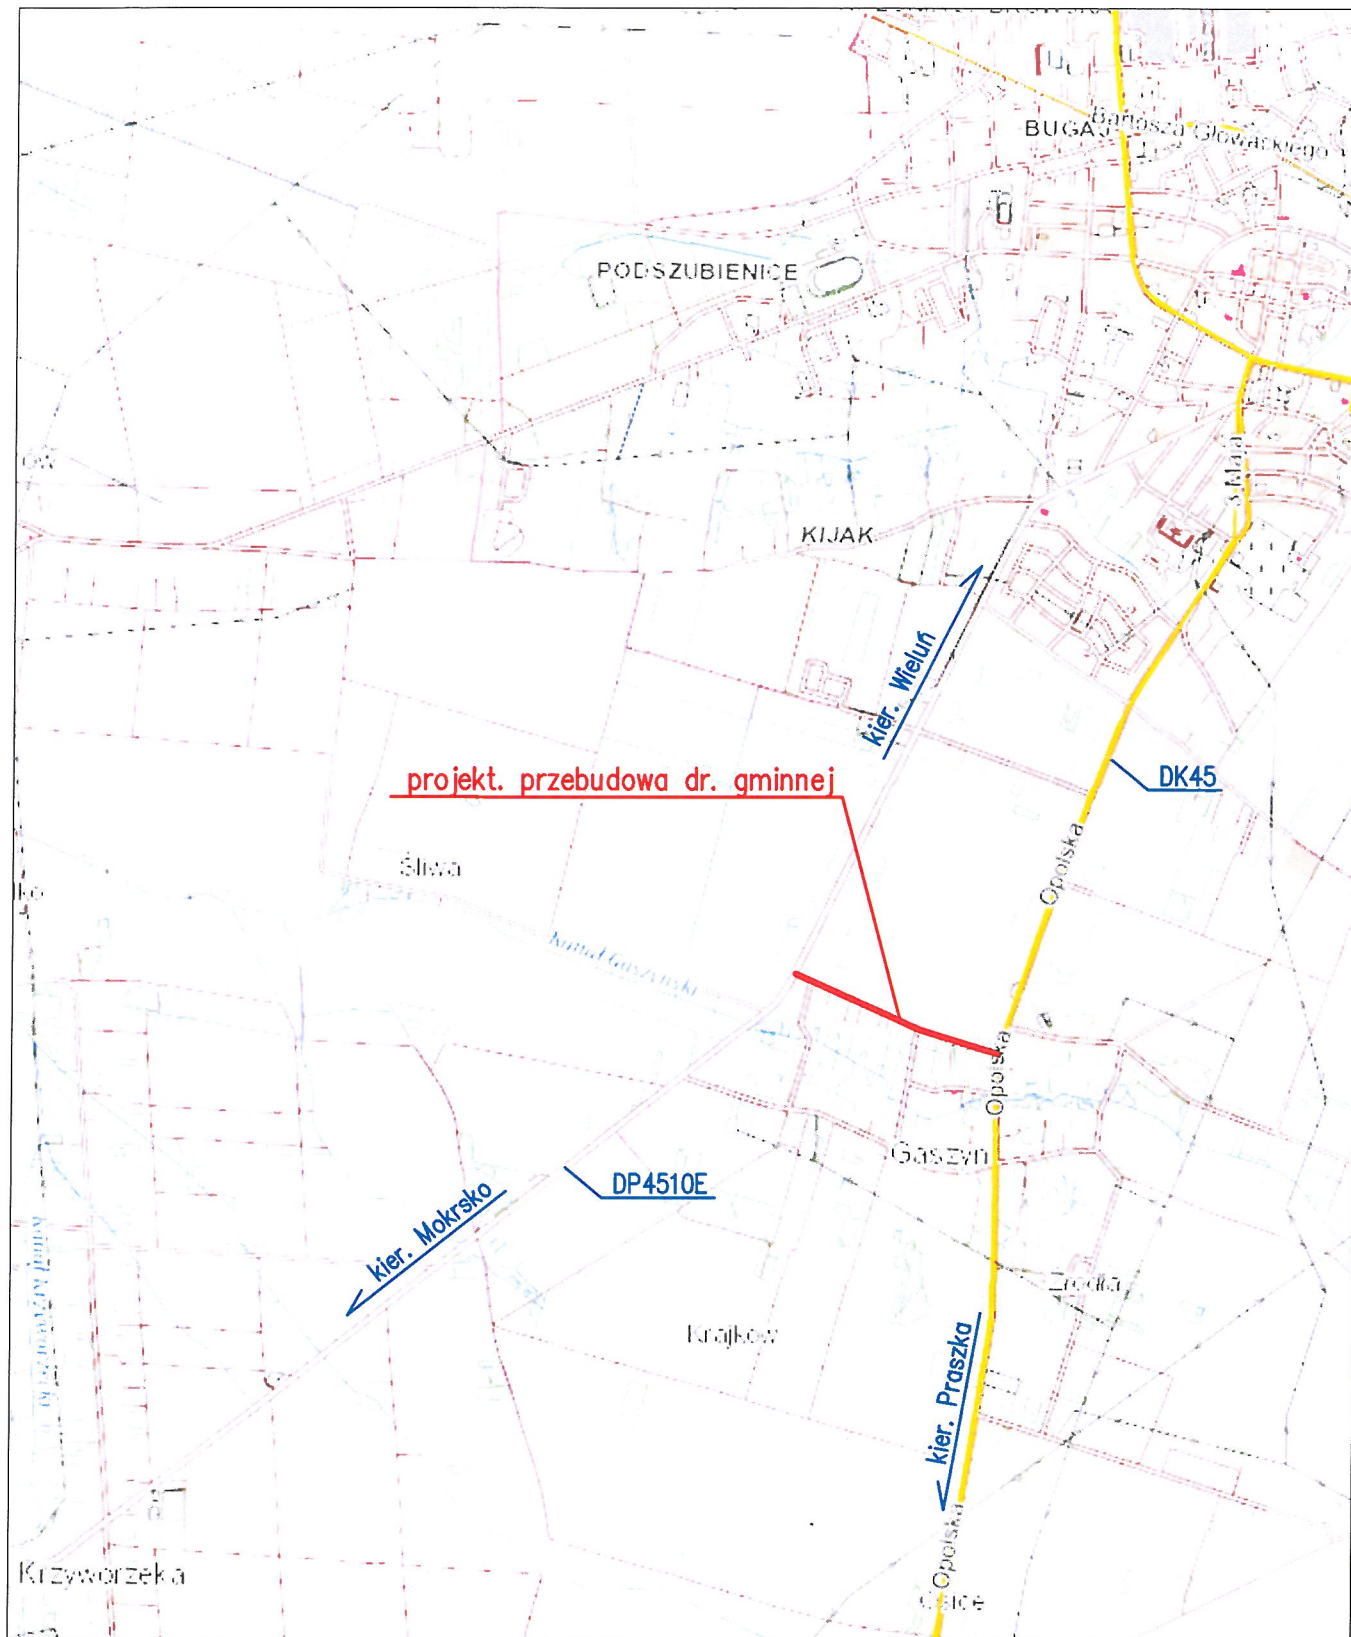 BUGAJ
Bartosza Głowackiego
PODSZUBIENICE
3 Maja
KIJAK
kier. Wieluń
projekt. przebudowa dr. gminnej
DK45
Opolska
Śliwa
Kanał Gaszyński
Opolska
Gaszyn
DP4510E
kier. Mokrsko
Krajków
kier. Praszka
Opolska
Krzyworzeka